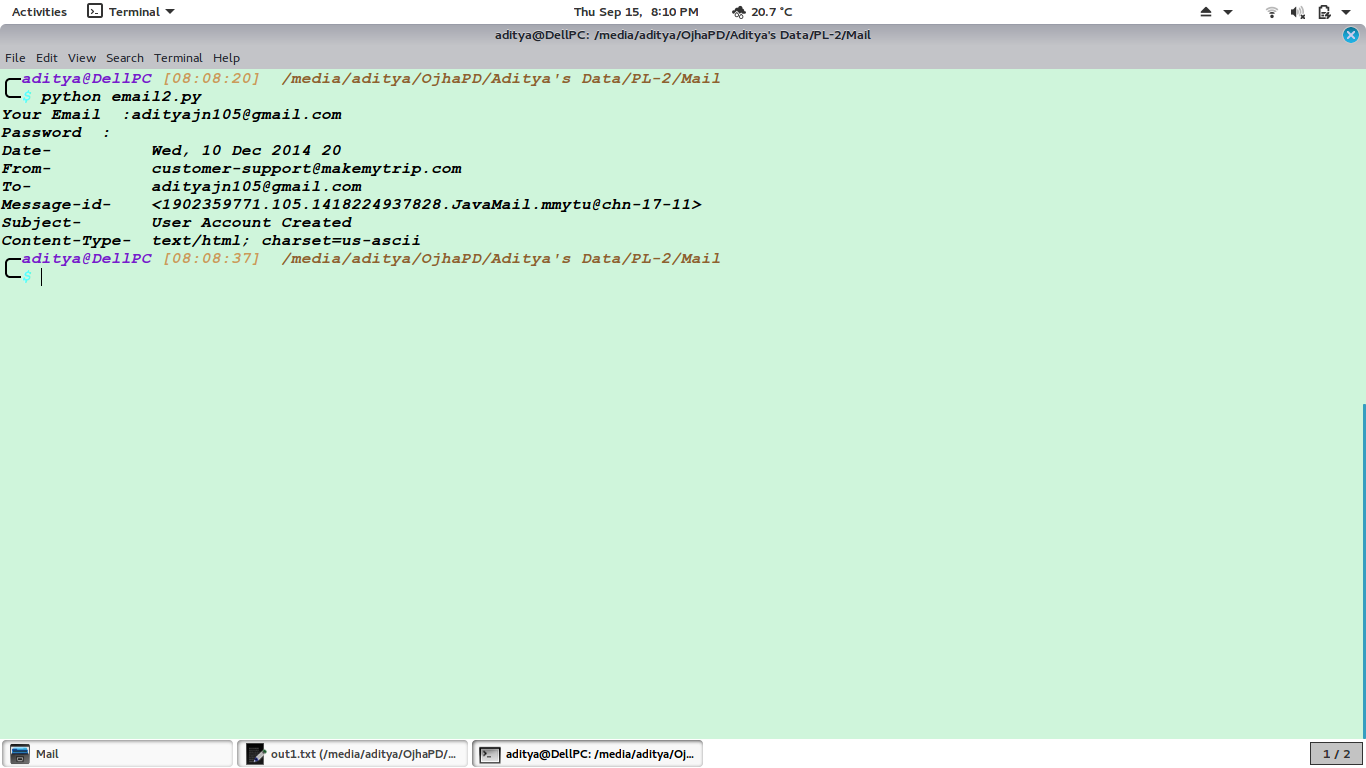 Activities Terminal Thu Sep 15, 8:10 PM 20.7 °C
aditya@DellPC: /media/aditya/OjhaPD/Aditya's Data/PL-2/Mail
File Edit View Search Terminal Help
aditya@DellPC [08:08:20] /media/aditya/OjhaPD/Aditya's Data/PL-2/Mail
$ python email2.py
Your Email :adityajn105@gmail.com
Password :
Date- Wed, 10 Dec 2014 20
From- customer-support@makemytrip.com
To- adityajn105@gmail.com
Message-id- <1902359771.105.1418224937828.JavaMail.mmytu@chn-17-11>
Subject- User Account Created
Content-Type- text/html; charset=us-ascii
aditya@DellPC [08:08:37] /media/aditya/OjhaPD/Aditya's Data/PL-2/Mail
$
Mail out1.txt (/media/aditya/OjhaPD/... aditya@DellPC: /media/aditya/Oj... 1 / 2